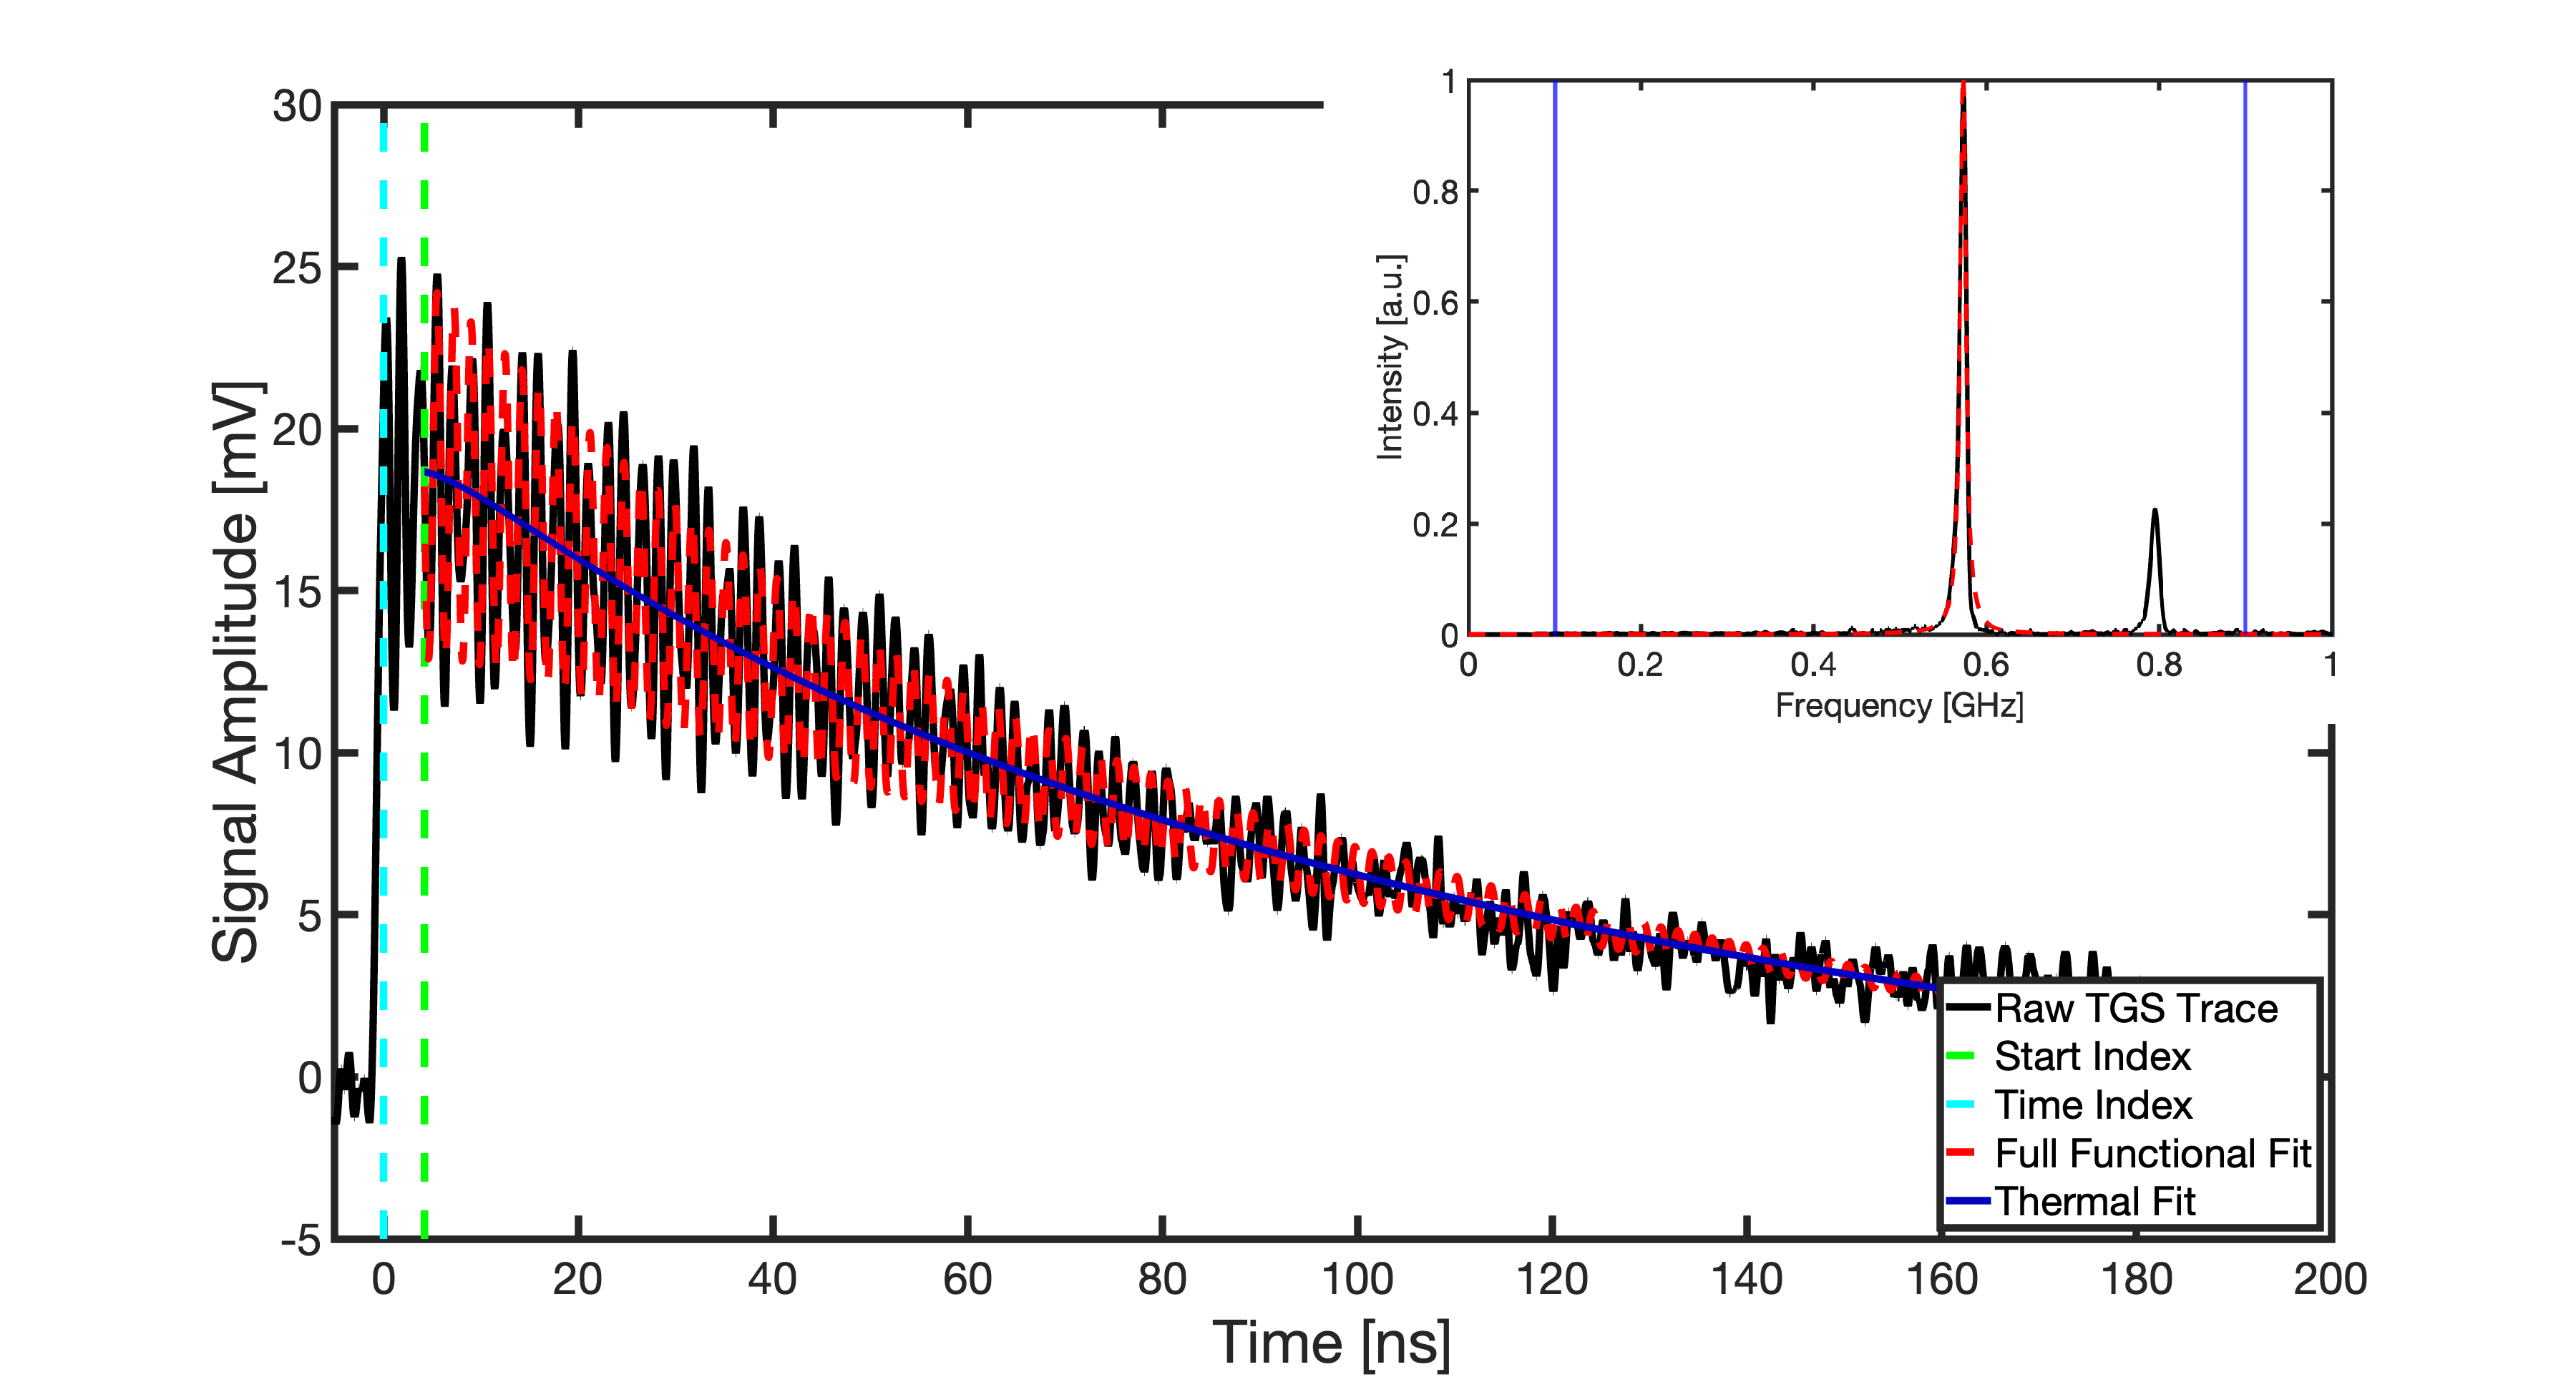 30
25
20
15
10
5
0
-5
Signal Amplitude [mV]
0 20 40 60 80 100 120 140 160 180 200
Time [ns]
1
0.8
0.6
0.4
0.2
0
Intensity [a.u.]
0 0.2 0.4 0.6 0.8 1
Frequency [GHz]
Raw TGS Trace
Start Index
Time Index
Full Functional Fit
Thermal Fit